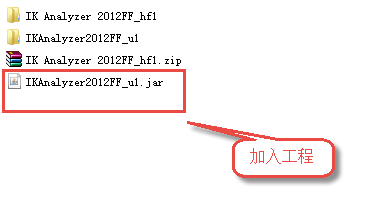 IK Analyzer 2012FF_hf1
IKAnalyzer2012FF_u1
IK Analyzer 2012FF_hf1.zip
IKAnalyzer2012FF_u1.jar
加入工程